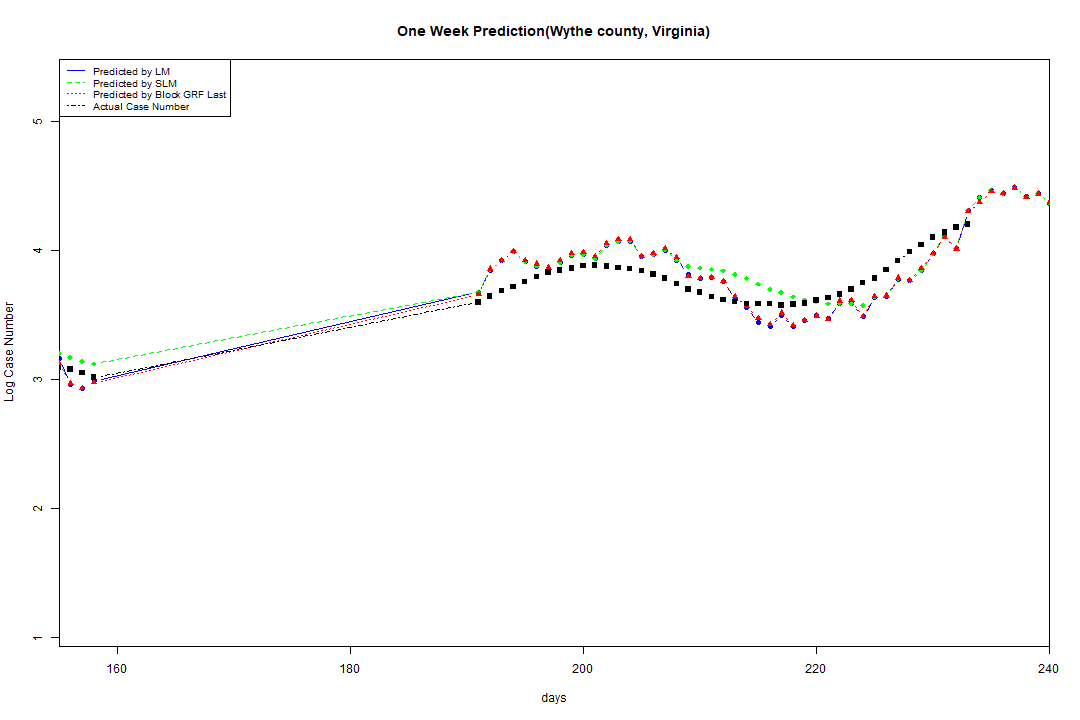 One Week Prediction(Wythe county, Virginia)
Predicted by LM
Predicted by SLM
Predicted by Block GRF Last
Actual Case Number
5
4
3
2
1
Log Case Number
160 180 200 220 240
days